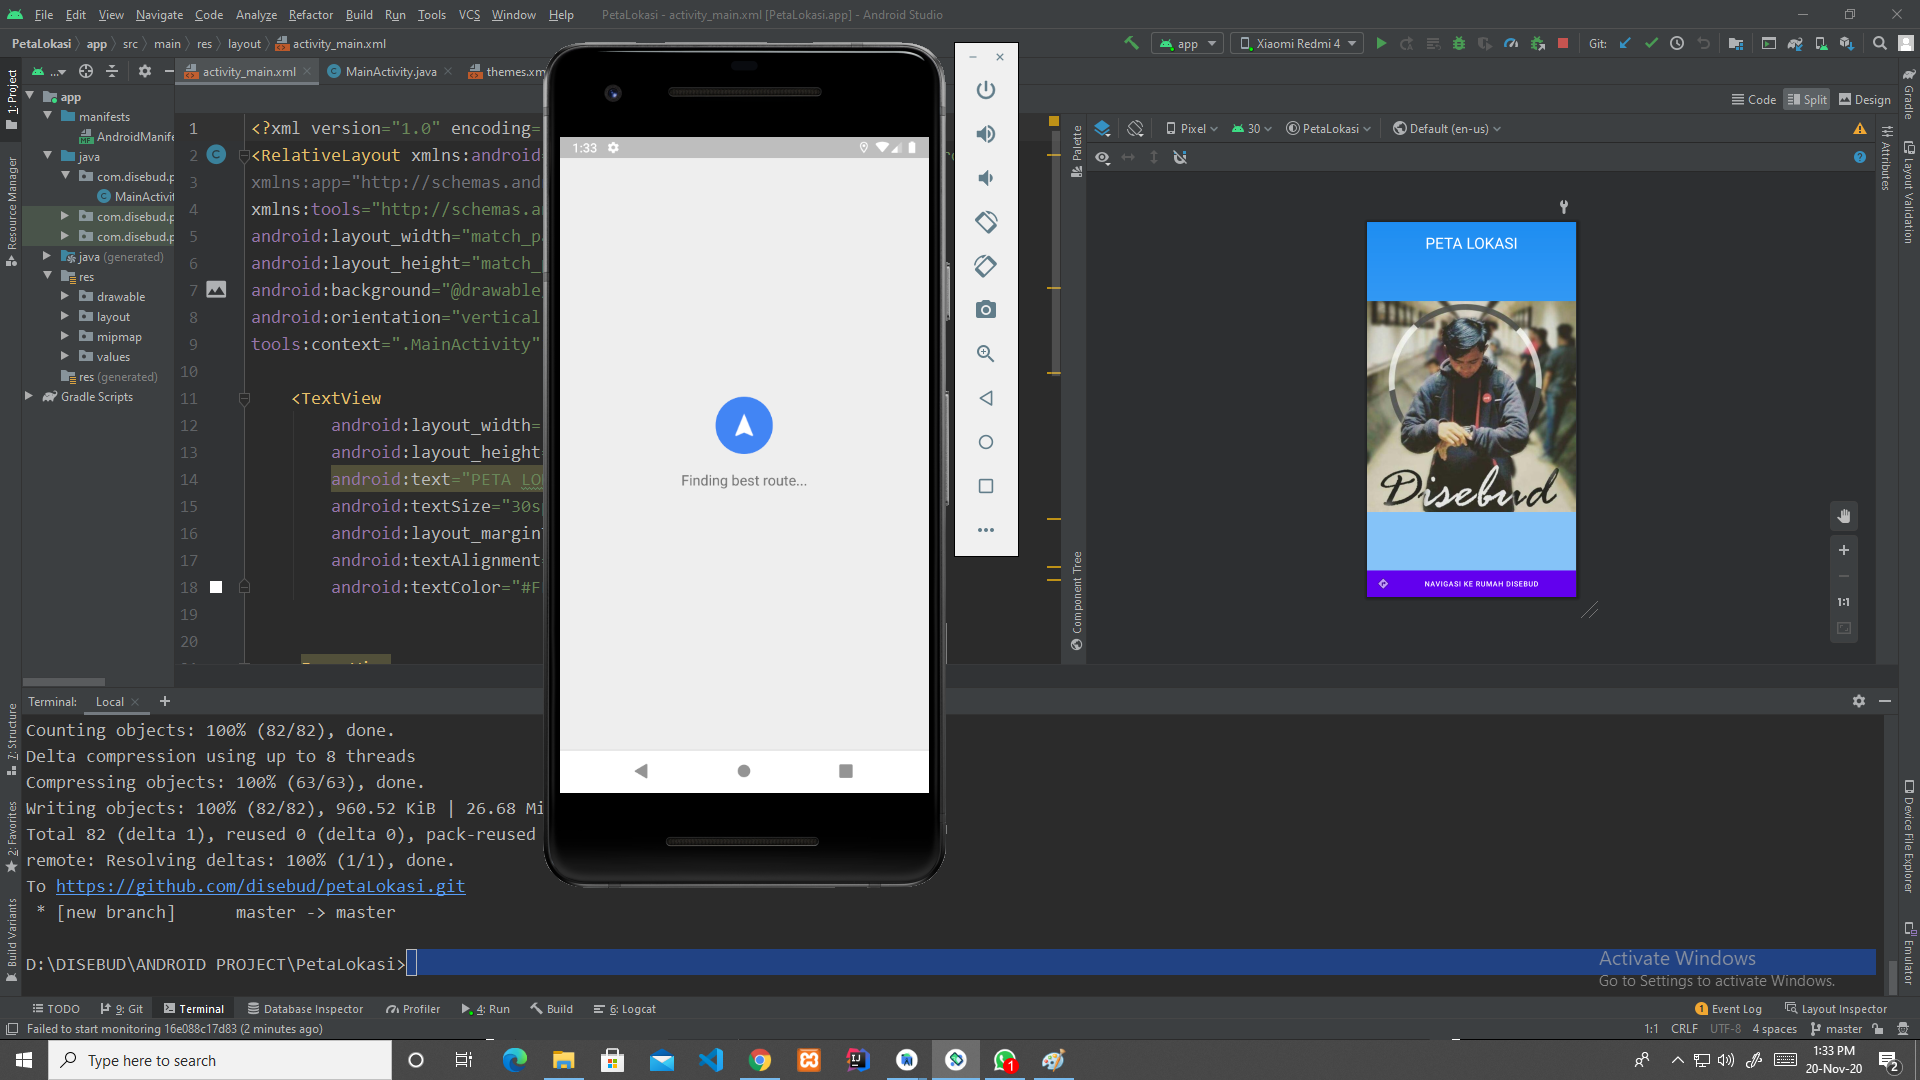 File Edit View Navigate Code Analyze Refactor Build Run Tools VCS Window Help PetaLokasi - activity_main.xml [PetaLokasi.app] - Android Studio
PetaLokasi app src main res layout activity_main.xml
app Xiaomi Redmi 4 Git:
... activity_main.xml MainActivity.java themes.xm
Code Split Design
Pixel 30 PetaLokasi Default (en-us)
1: Project
Resource Manager
7: Structure
2: Favorites
Build Variants
app
manifests
AndroidManife
java
com.disebud.p
MainActivit
com.disebud.p
com.disebud.p
java (generated)
res
drawable
layout
mipmap
values
res (generated)
Gradle Scripts
1 <?xml version="1.0" encoding=
2 <RelativeLayout xmlns:android=
3 xmlns:app="http://schemas.and
4 xmlns:tools="http://schemas.a
5 android:layout_width="match_p
6 android:layout_height="match_
7 android:background="@drawable
8 android:orientation="vertical
9 tools:context=".MainActivity"
10
11 <TextView
12 android:layout_width=
13 android:layout_height=
14 android:text="PETA LO
15 android:textSize="30s
16 android:layout_margin
17 android:textAlignment=
18 android:textColor="#F
19
20
1:33
Finding best route...
Palette
Component Tree
PETA LOKASI
Disebud
NAVIGASI KE RUMAH DISEBUD
1:1
Gradle
Attributes
Layout Validation
Device File Explorer
Emulator
Terminal: Local
Counting objects: 100% (82/82), done.
Delta compression using up to 8 threads
Compressing objects: 100% (63/63), done.
Writing objects: 100% (82/82), 960.52 KiB | 26.68 Mi
Total 82 (delta 1), reused 0 (delta 0), pack-reused
remote: Resolving deltas: 100% (1/1), done.
To https://github.com/disebud/petaLokasi.git
* [new branch] master -> master
D:\DISEBUD\ANDROID PROJECT\PetaLokasi>
Activate Windows
Go to Settings to activate Windows.
TODO 9: Git Terminal Database Inspector Profiler 4: Run Build 6: Logcat 1 Event Log Layout Inspector
Failed to start monitoring 16e088c17d83 (2 minutes ago) 1:1 CRLF UTF-8 4 spaces master
Type here to search
1
1:33 PM
20-Nov-20
2